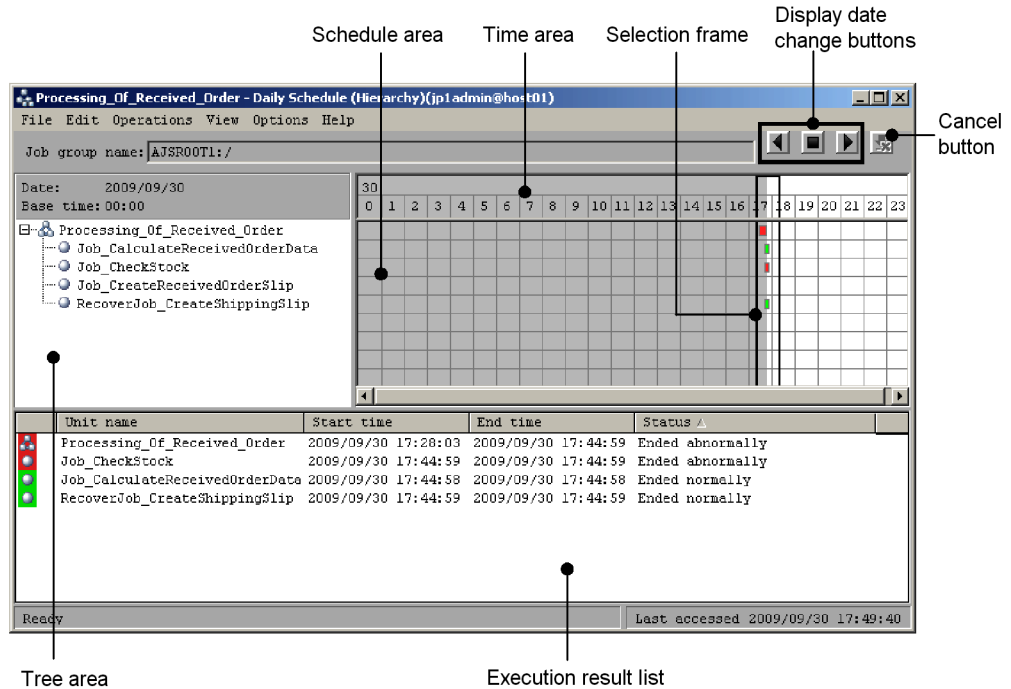 Display date
change buttons
Schedule area
Time area
Selection frame
Processing_Of_Received_Order - Daily Schedule (Hierarchy)(jp1admin@host01)
File Edit Operations View Options Help
Cancel
button
Job group name: AJSROOT1:/
Date: 2009/09/30
Base time: 00:00
30
0 1 2 3 4 5 6 7 8 9 10 11 12 13 14 15 16 17 18 19 20 21 22 23
Processing_Of_Received_Order
Job_CalculateReceivedOrderData
Job_CheckStock
Job_CreateReceivedOrderSlip
RecoverJob_CreateShippingSlip
Unit name Start time End time Status
Processing_Of_Received_Order 2009/09/30 17:28:03 2009/09/30 17:44:59 Ended abnormally
Job_CheckStock 2009/09/30 17:44:59 2009/09/30 17:44:59 Ended abnormally
Job_CalculateReceivedOrderData 2009/09/30 17:44:58 2009/09/30 17:44:58 Ended normally
RecoverJob_CreateShippingSlip 2009/09/30 17:44:59 2009/09/30 17:44:59 Ended normally
Ready
Last accessed 2009/09/30 17:49:40
Tree area
Execution result list